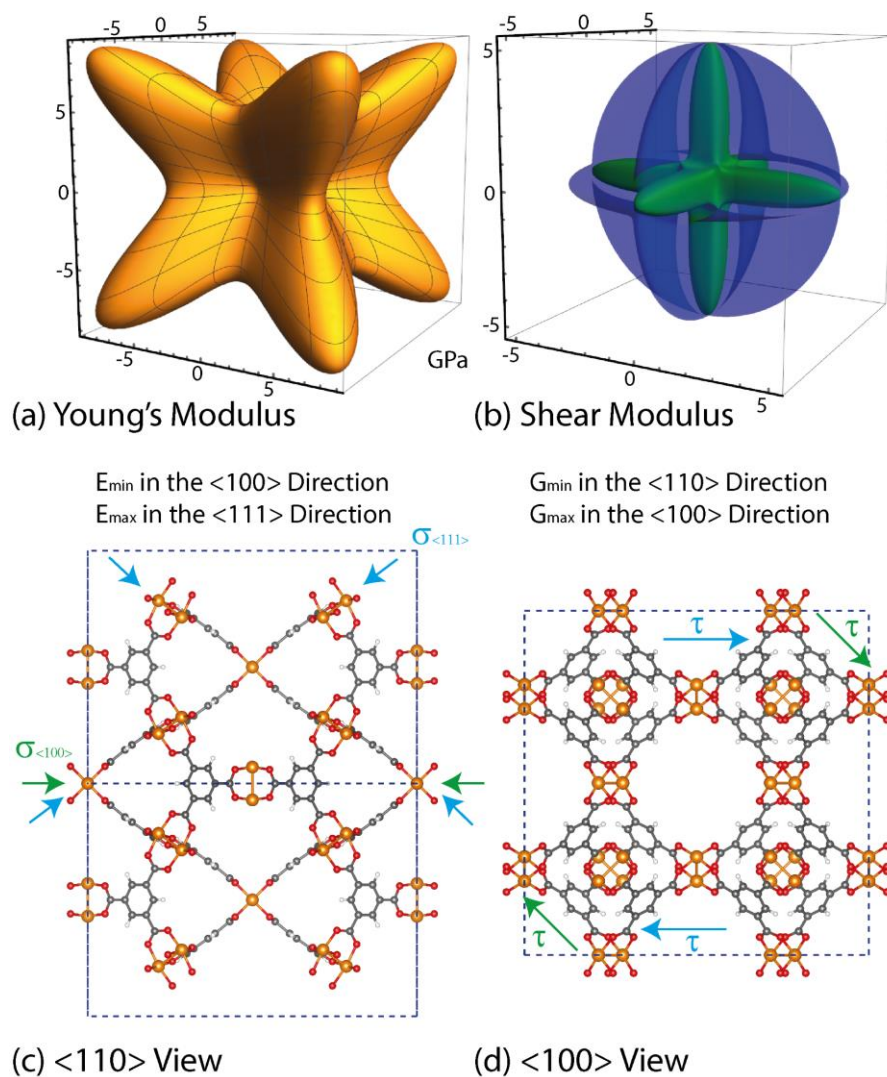 -5 0 5
5
0
-5
-5 0 5
GPa
(a) Young's Modulus
-5 0 5
5
0
-5
-5 0 5
(b) Shear Modulus
Emin in the <100> Direction
Emax in the <111> Direction
Gmin in the <110> Direction
Gmax in the <100> Direction
σ<111>
σ<100>
τ
τ
τ
τ
(c) <110> View
(d) <100> View